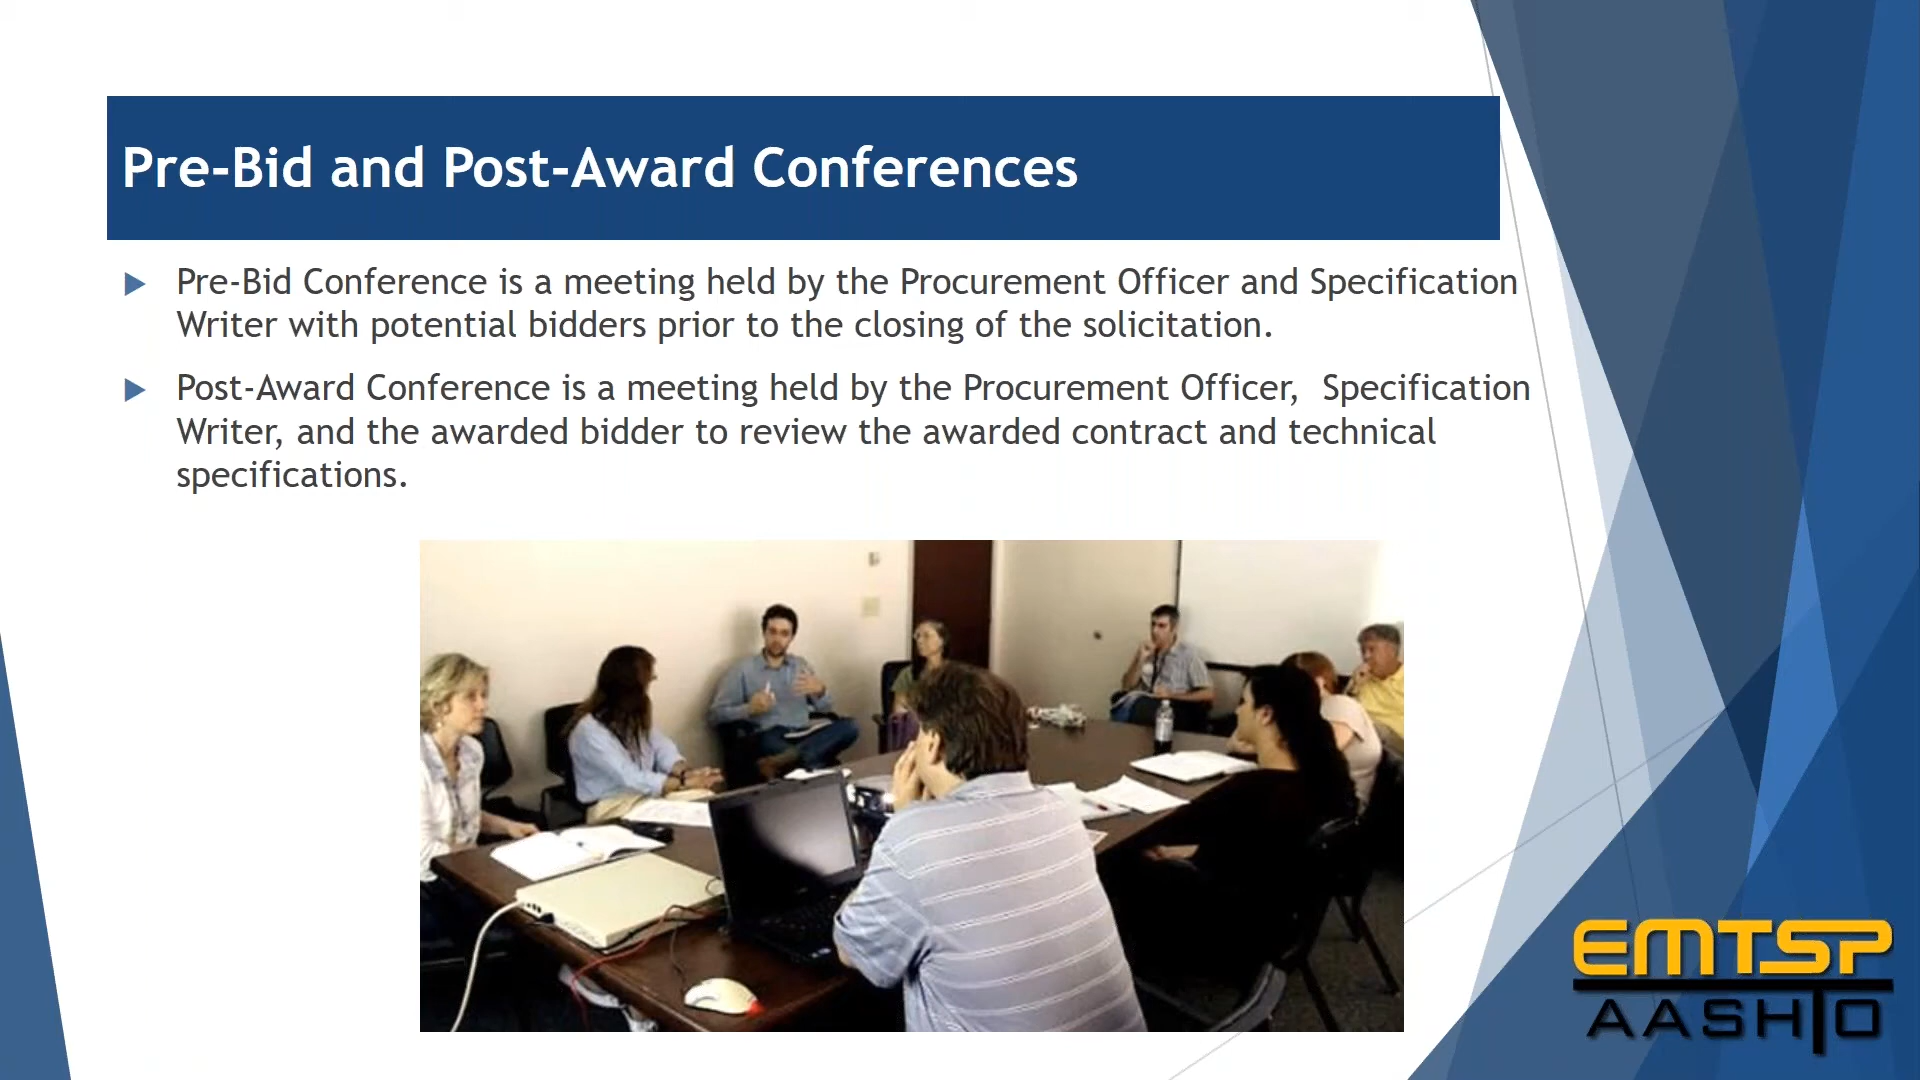 Pre-Bid and Post-Award Conferences
Pre-Bid Conference is a meeting held by the Procurement Officer and Specification
Writer with potential bidders prior to the closing of the solicitation.
Post-Award Conference is a meeting held by the Procurement Officer,  Specification
Writer, and the awarded bidder to review the awarded contract and technical
specifications.
EMTSP
AASHTO